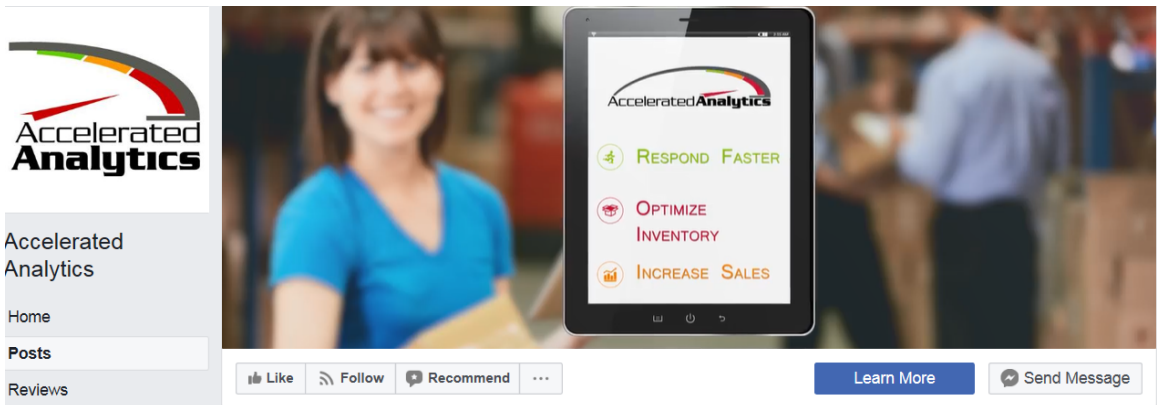 Accelerated
Analytics
Accelerated
Analytics
Home
Posts
Reviews
AcceleratedAnalytics
RESPOND FASTER
OPTIMIZE
INVENTORY
INCREASE SALES
Like
Follow
Recommend
...
Learn More
Send Message